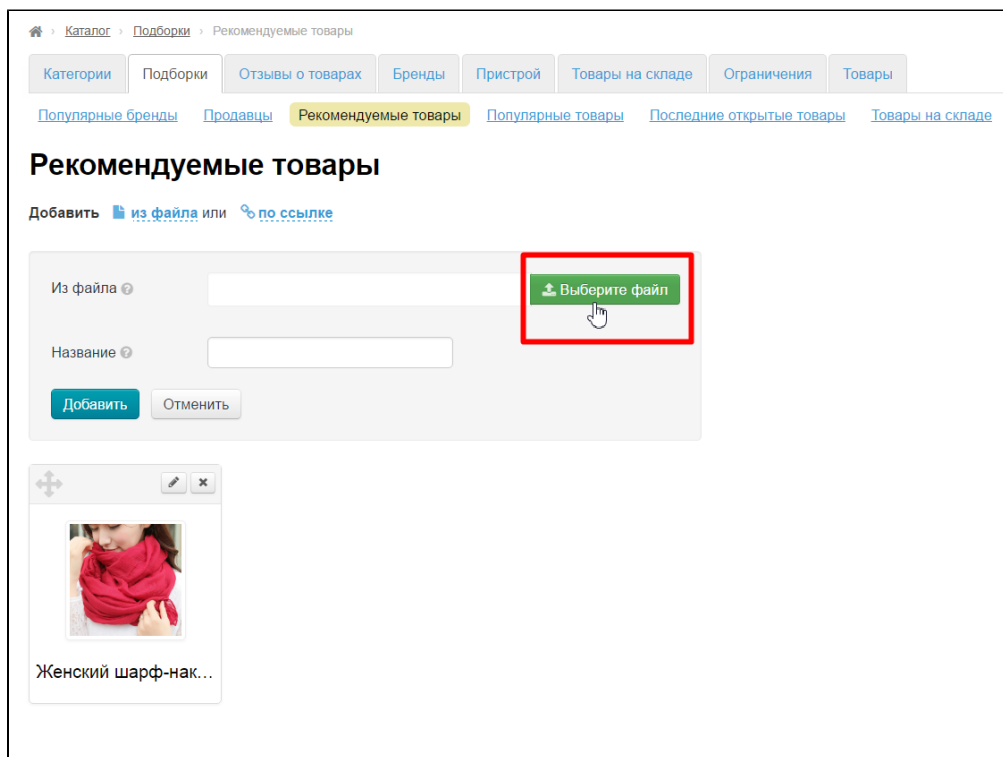 Каталог › Подборки › Рекомендуемые товары
Категории Подборки Отзывы о товарах Бренды Пристрой Товары на складе Ограничения Товары
Популярные бренды Продавцы Рекомендуемые товары Популярные товары Последние открытые товары Товары на складе
Рекомендуемые товары
Добавить из файла или по ссылке
Из файла ? Выберите файл
Название ?
Добавить Отменить
Женский шарф-нак...